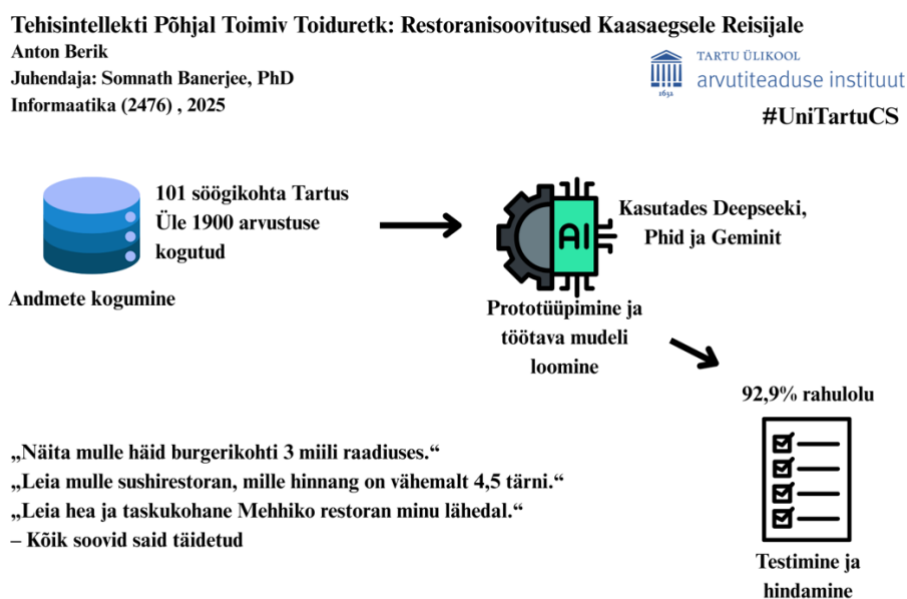 Tehisintellekti Põhjal Toimiv Toiduretk: Restoranisoovitused Kaasaegsele Reisijale
Anton Berik
Juhendaja: Somnath Banerjee, PhD
Informaatika (2476) , 2025
TARTU ÜLIKOOL
arvutiteaduse instituut
1632
#UniTartuCS
101 söögikohta Tartus
Üle 1900 arvustuse
kogutud
Andmete kogumine
AI
Kasutades Deepseeki,
Phid ja Geminit
Prototüüpimine ja
töötava mudeli
loomine
92,9% rahulolu
Testimine ja
hindamine
„Näita mulle häid burgerikohti 3 miili raadiuses.“
„Leia mulle sushirestoran, mille hinnang on vähemalt 4,5 tärni.“
„Leia hea ja taskukohane Mehhiko restoran minu lähedal.“
– Kõik soovid said täidetud